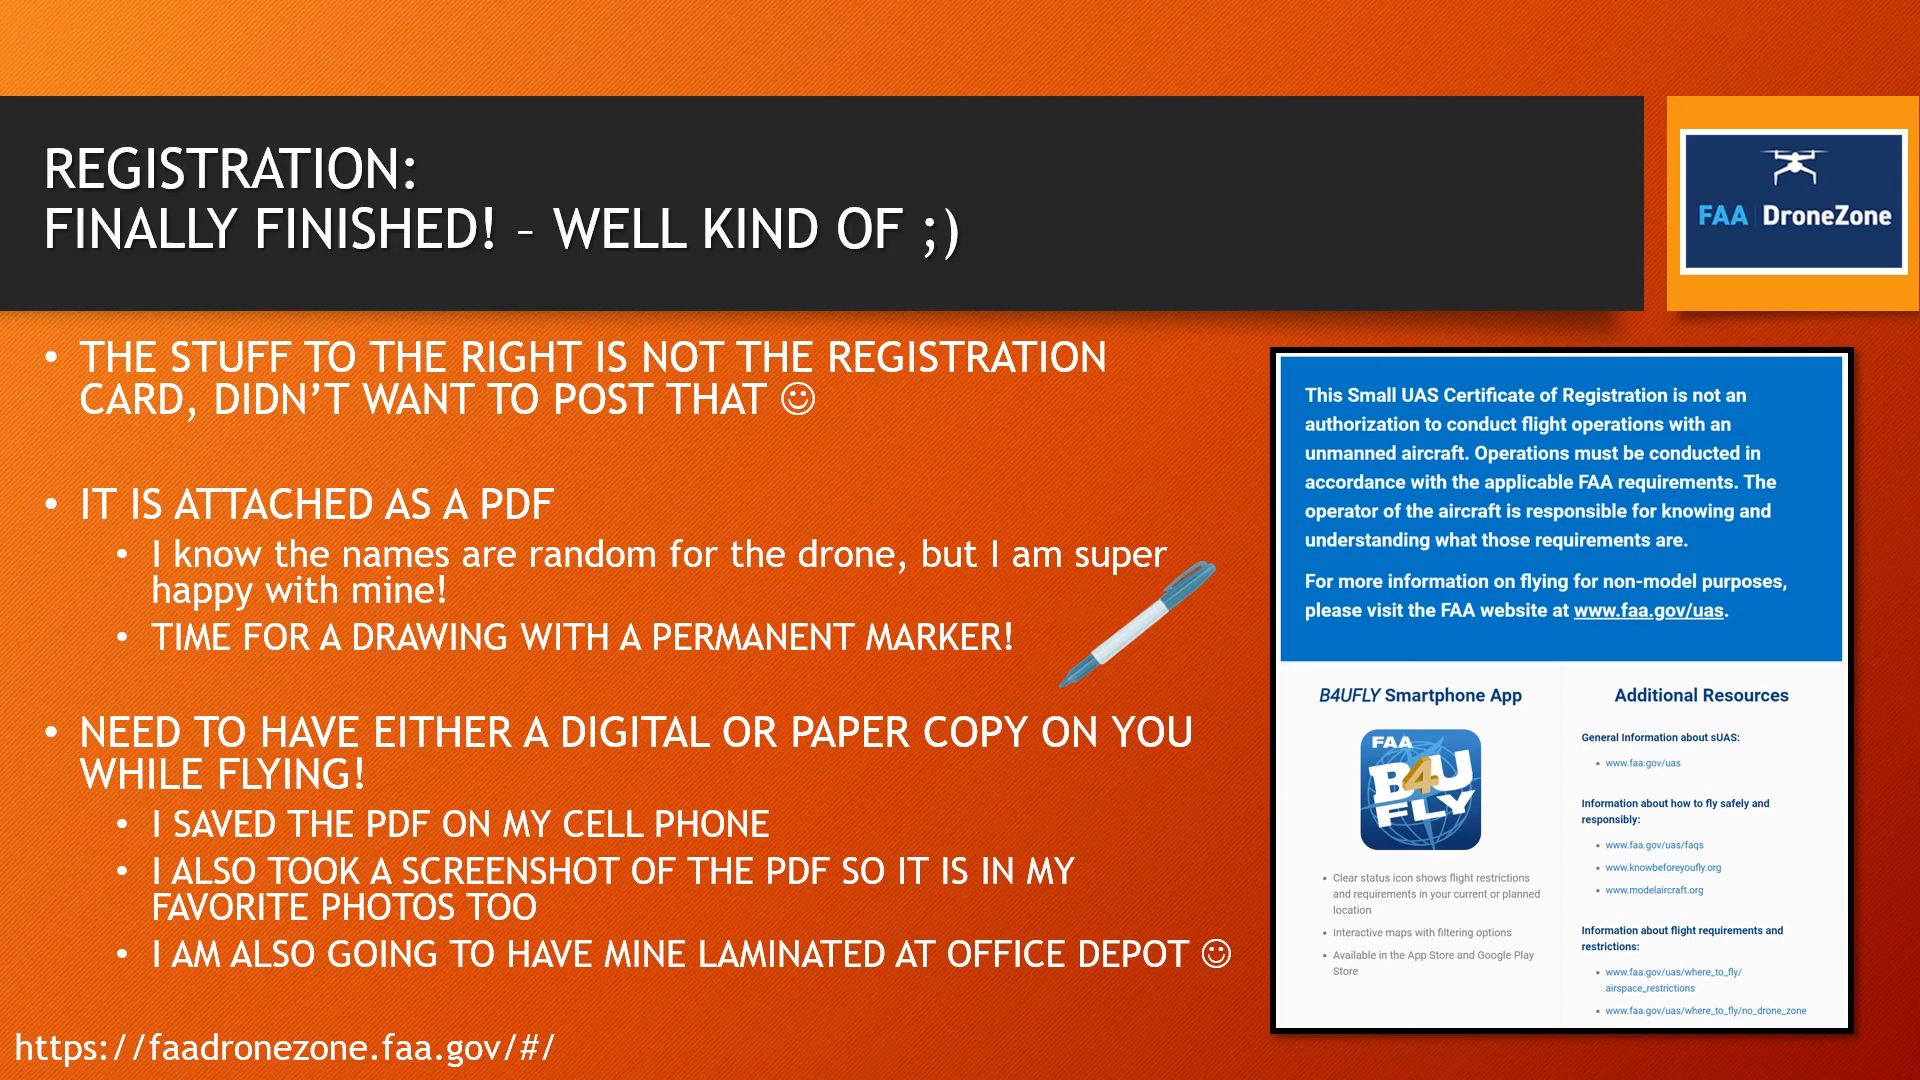 REGISTRATION:
FINALLY FINISHED! – WELL KIND OF ;)
FAA DroneZone
• THE STUFF TO THE RIGHT IS NOT THE REGISTRATION
CARD, DIDN’T WANT TO POST THAT ☺
• IT IS ATTACHED AS A PDF
• I know the names are random for the drone, but I am super
happy with mine!
• TIME FOR A DRAWING WITH A PERMANENT MARKER!
• NEED TO HAVE EITHER A DIGITAL OR PAPER COPY ON YOU
WHILE FLYING!
• I SAVED THE PDF ON MY CELL PHONE
• I ALSO TOOK A SCREENSHOT OF THE PDF SO IT IS IN MY
FAVORITE PHOTOS TOO
• I AM ALSO GOING TO HAVE MINE LAMINATED AT OFFICE DEPOT ☺
https://faadronezone.faa.gov/#/
This Small UAS Certificate of Registration is not an
authorization to conduct flight operations with an
unmanned aircraft. Operations must be conducted in
accordance with the applicable FAA requirements. The
operator of the aircraft is responsible for knowing and
understanding what those requirements are.
For more information on flying for non-model purposes,
please visit the FAA website at www.faa.gov/uas.
B4UFLY Smartphone App
FAA
B4U
FLY
• Clear status icon shows flight restrictions
and requirements in your current or planned
location
• Interactive maps with filtering options
• Available in the App Store and Google Play
Store
Additional Resources
General Information about sUAS:
• www.faa.gov/uas
Information about how to fly safely and
responsibly:
• www.faa.gov/uas/faqs
• www.knowbeforeyoufly.org
• www.modelaircraft.org
Information about flight requirements and
restrictions:
• www.faa.gov/uas/where_to_fly/
airspace_restrictions
• www.faa.gov/uas/where_to_fly/no_drone_zone